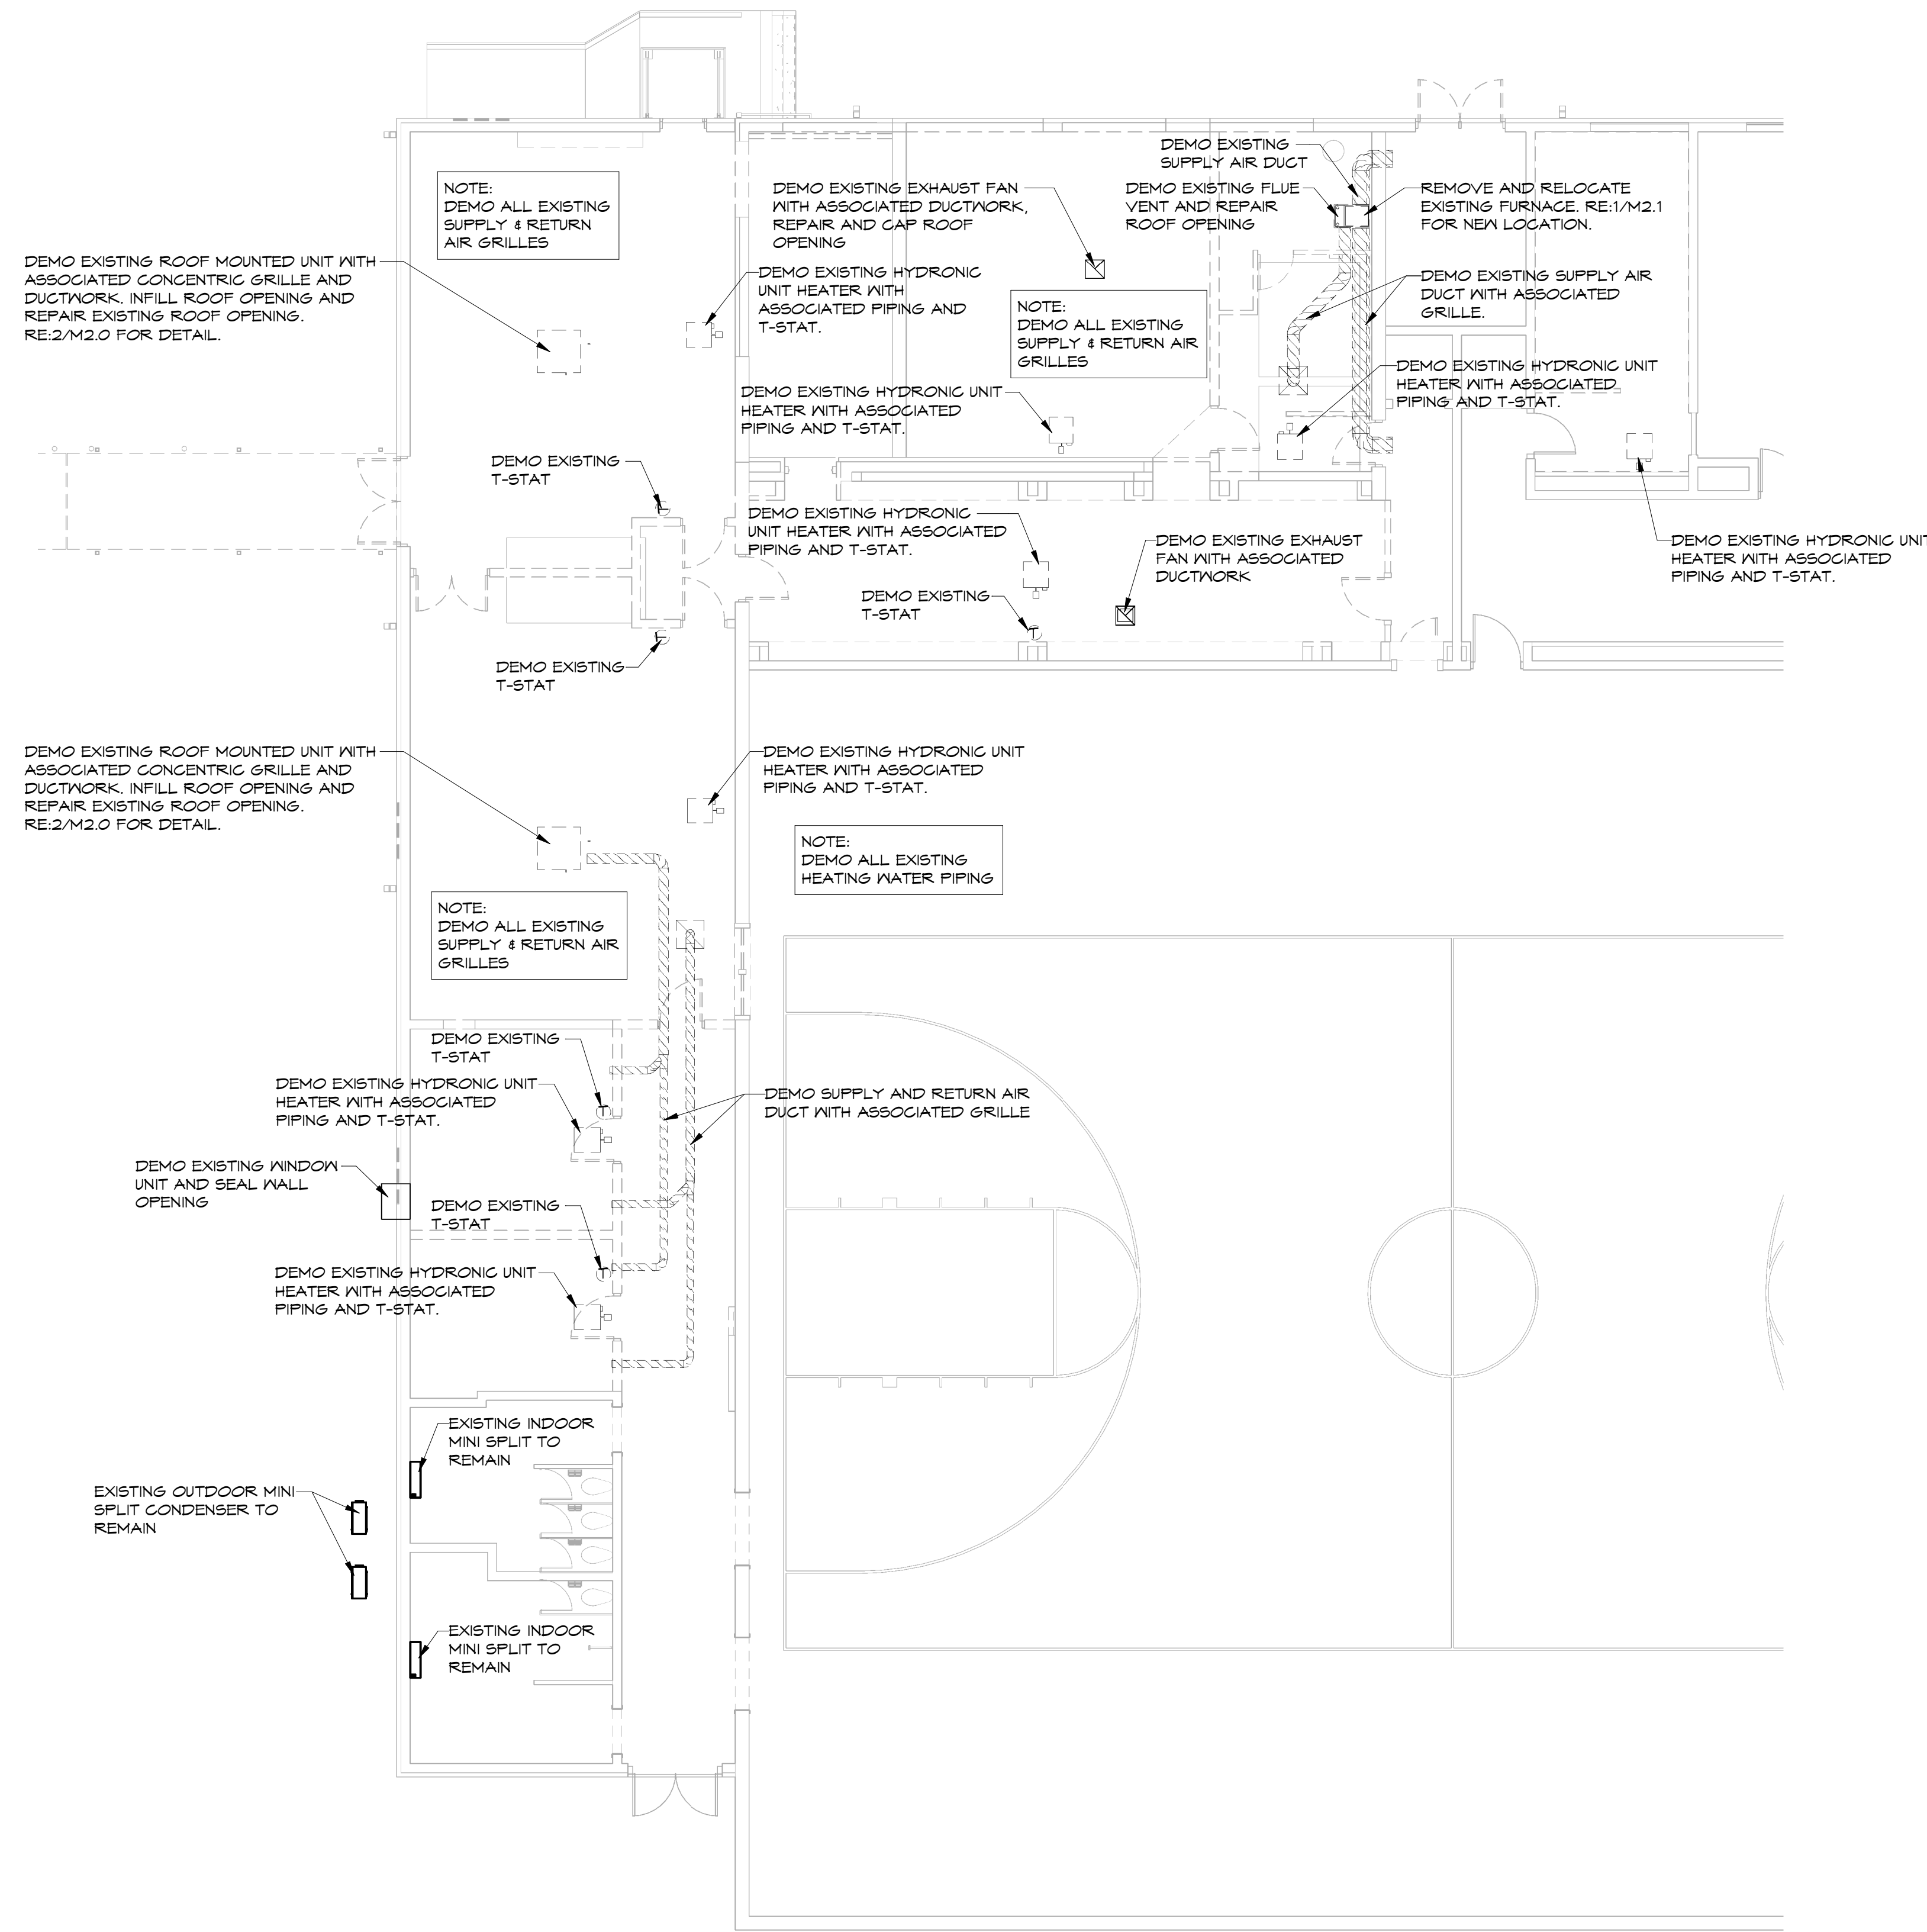 DEMO EXISTING
SUPPLY AIR DUCT
NOTE:
DEMO ALL EXISTING
SUPPLY & RETURN
AIR GRILLES
DEMO EXISTING EXHAUST FAN
WITH ASSOCIATED DUCTWORK,
REPAIR AND CAP ROOF
OPENING
DEMO EXISTING FLUE
VENT AND REPAIR
ROOF OPENING
REMOVE AND RELOCATE
EXISTING FURNACE. RE:1/M2.1
FOR NEW LOCATION.
DEMO EXISTING ROOF MOUNTED UNIT WITH
ASSOCIATED CONCENTRIC GRILLE AND
DUCTWORK. INFILL ROOF OPENING AND
REPAIR EXISTING ROOF OPENING.
RE:2/M2.0 FOR DETAIL.
DEMO EXISTING HYDRONIC
UNIT HEATER WITH
ASSOCIATED PIPING AND
T-STAT.
NOTE:
DEMO ALL EXISTING
SUPPLY & RETURN AIR
GRILLES
DEMO EXISTING SUPPLY AIR
DUCT WITH ASSOCIATED
GRILLE.
DEMO EXISTING HYDRONIC UNIT
HEATER WITH ASSOCIATED
PIPING AND T-STAT.
DEMO EXISTING HYDRONIC UNIT
HEATER WITH ASSOCIATED
PIPING AND T-STAT.
DEMO EXISTING
T-STAT
T
DEMO EXISTING HYDRONIC
UNIT HEATER WITH ASSOCIATED
PIPING AND T-STAT.
DEMO EXISTING EXHAUST
FAN WITH ASSOCIATED
DUCTWORK
DEMO EXISTING HYDRONIC UNIT
HEATER WITH ASSOCIATED
PIPING AND T-STAT.
DEMO EXISTING
T-STAT
T
DEMO EXISTING
T-STAT
T
DEMO EXISTING ROOF MOUNTED UNIT WITH
ASSOCIATED CONCENTRIC GRILLE AND
DUCTWORK. INFILL ROOF OPENING AND
REPAIR EXISTING ROOF OPENING.
RE:2/M2.0 FOR DETAIL.
DEMO EXISTING HYDRONIC UNIT
HEATER WITH ASSOCIATED
PIPING AND T-STAT.
NOTE:
DEMO ALL EXISTING
HEATING WATER PIPING
NOTE:
DEMO ALL EXISTING
SUPPLY & RETURN AIR
GRILLES
DEMO EXISTING
T-STAT
T
DEMO EXISTING HYDRONIC UNIT
HEATER WITH ASSOCIATED
PIPING AND T-STAT.
DEMO SUPPLY AND RETURN AIR
DUCT WITH ASSOCIATED GRILLE
DEMO EXISTING WINDOW
UNIT AND SEAL WALL
OPENING
DEMO EXISTING
T-STAT
T
DEMO EXISTING HYDRONIC UNIT
HEATER WITH ASSOCIATED
PIPING AND T-STAT.
EXISTING INDOOR
MINI SPLIT TO
REMAIN
EXISTING OUTDOOR MINI
SPLIT CONDENSER TO
REMAIN
EXISTING INDOOR
MINI SPLIT TO
REMAIN